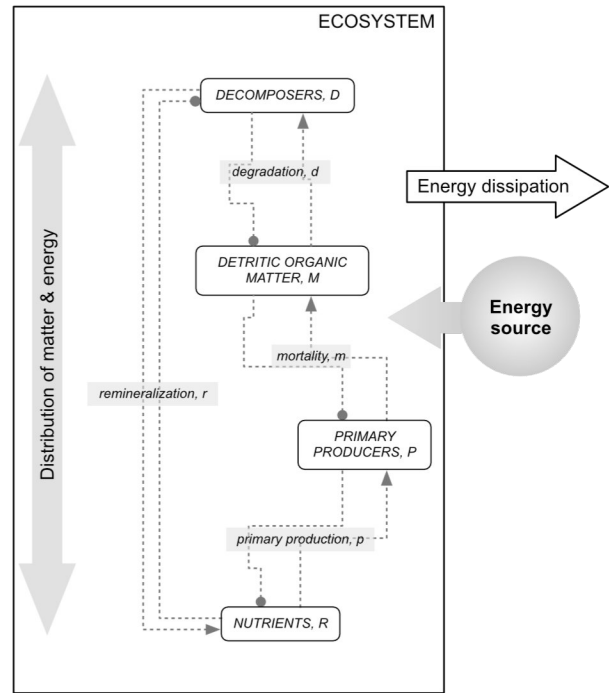 ECOSYSTEM
DECOMPOSERS, D
degradation, d
Energy dissipation
DETRITIC ORGANIC
MATTER, M
Energy
source
mortality, m
Distribution of matter & energy
remineralization, r
PRIMARY
PRODUCERS, P
primary production, p
NUTRIENTS, R